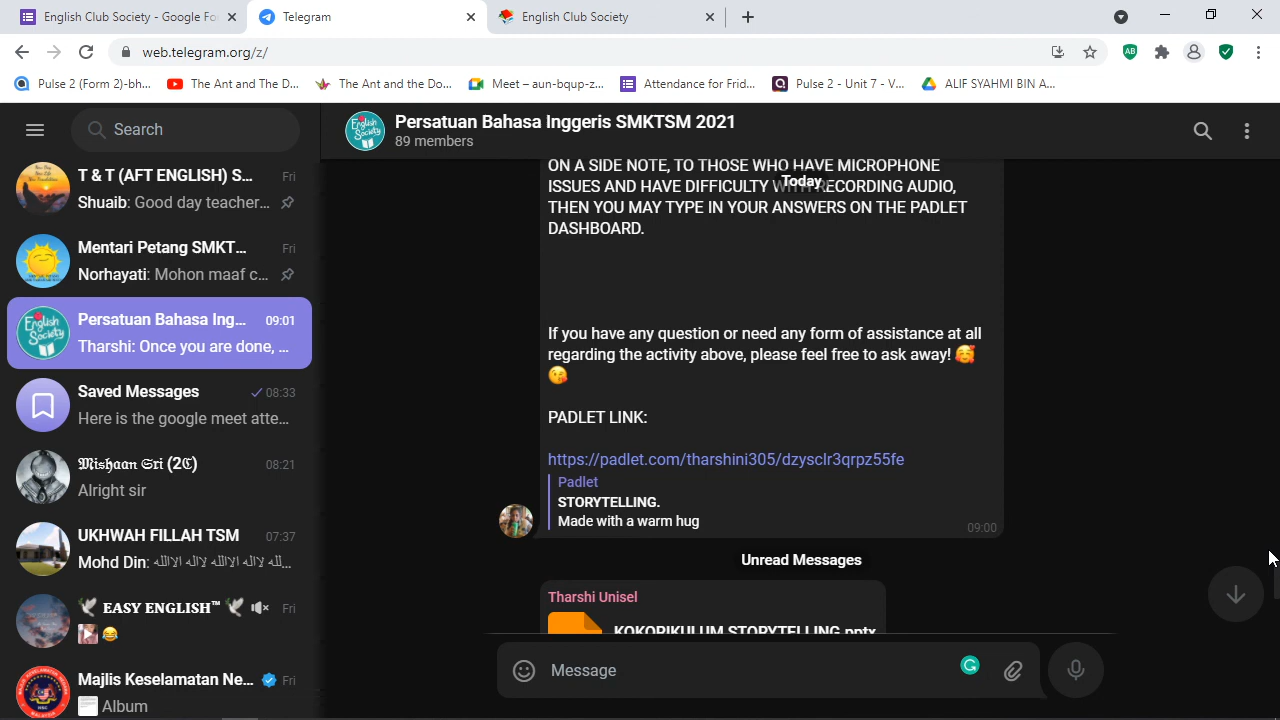 English Club Society - Google Fo
Telegram
English Club Society
web.telegram.org/z/
Pulse 2 (Form 2)-bh...
The Ant and The D...
The Ant and the Do...
Meet – aun-bqup-z...
Attendance for Frid...
Pulse 2 - Unit 7 - V...
ALIF SYAHMI BIN A...
Search
Persatuan Bahasa Inggeris SMKTSM 2021
89 members
T & T (AFT ENGLISH) S...
Fri
Shuaib: Good day teacher...
Mentari Petang SMKT...
Fri
Norhayati: Mohon maaf c...
Persatuan Bahasa Ing...
09:01
Tharshi: Once you are done, ...
Saved Messages
08:33
Here is the google meet atte...
𝕸𝖎𝖘𝖍𝖆𝖆𝖓 𝕾𝖗𝖎 (2ℭ)
08:21
Alright sir
UKHWAH FILLAH TSM
07:37
Mohd Din:
🕊 EASY ENGLISH™ 🕊
Fri
😂
Majlis Keselamatan Ne...
Fri
Album
ON A SIDE NOTE, TO THOSE WHO HAVE MICROPHONE
Today
ISSUES AND HAVE DIFFICULTY WITH RECORDING AUDIO,
THEN YOU MAY TYPE IN YOUR ANSWERS ON THE PADLET
DASHBOARD.
If you have any question or need any form of assistance at all
regarding the activity above, please feel free to ask away! 🥰
😘
PADLET LINK:
https://padlet.com/tharshini305/dzysclr3qrpz55fe
Padlet
STORYTELLING.
Made with a warm hug
09:00
Unread Messages
Tharshi Unisel
KOKORIKULUM STORYTELLING.pptx
Message